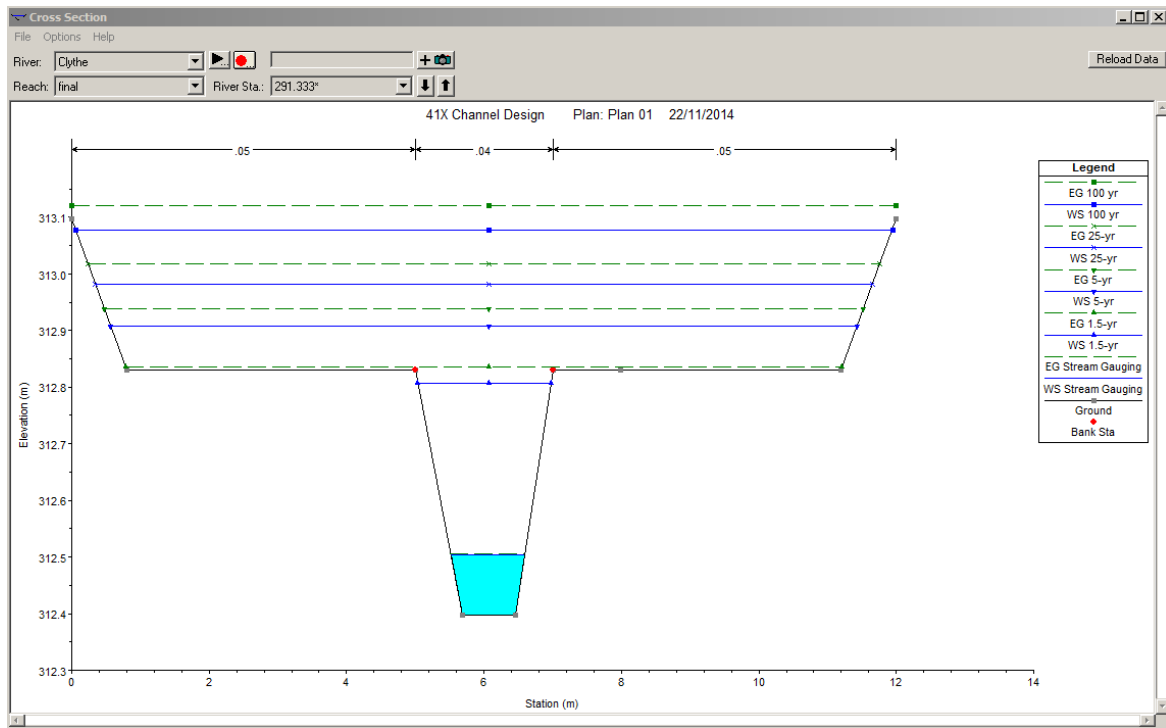 Cross Section
File Options Help
River: Clythe
Reload Data
Reach: final River Sta.: 291.333*
41X Channel Design Plan: Plan 01 22/11/2014
.05 .04 .05
Legend
EG 100 yr
WS 100 yr
EG 25-yr
WS 25-yr
EG 5-yr
WS 5-yr
EG 1.5-yr
WS 1.5-yr
EG Stream Gauging
WS Stream Gauging
Ground
Bank Sta
313.1
313.0
312.9
312.8
312.7
312.6
312.5
312.4
312.3
Elevation (m)
0 2 4 6 8 10 12 14
Station (m)